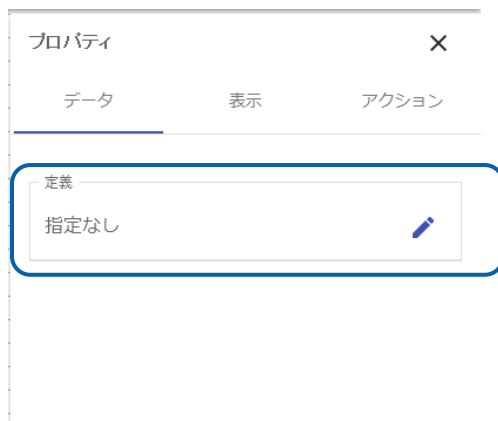 プロパティ
データ 表示 アクション
定義
指定なし